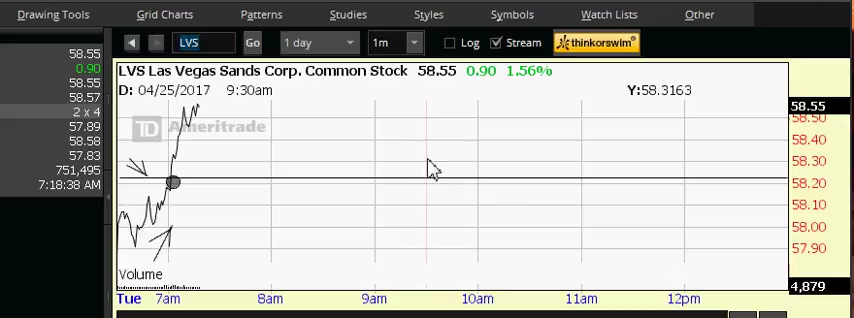 Drawing Tools Grid Charts Patterns Studies Styles Symbols Watch Lists Other
LVS Go 1 day 1m Log Stream thinkorswim
58.55
0.90
58.55
58.57
2 x 4
57.89
58.58
57.83
751,495
7:18:38 AM
LVS Las Vegas Sands Corp. Common Stock 58.55 0.90 1.56%
D: 04/25/2017 9:30am Y:58.3163
TD Ameritrade
58.55
58.50
58.40
58.30
58.20
58.10
58.00
57.90
Volume
4,879
Tue 7am 8am 9am 10am 11am 12pm